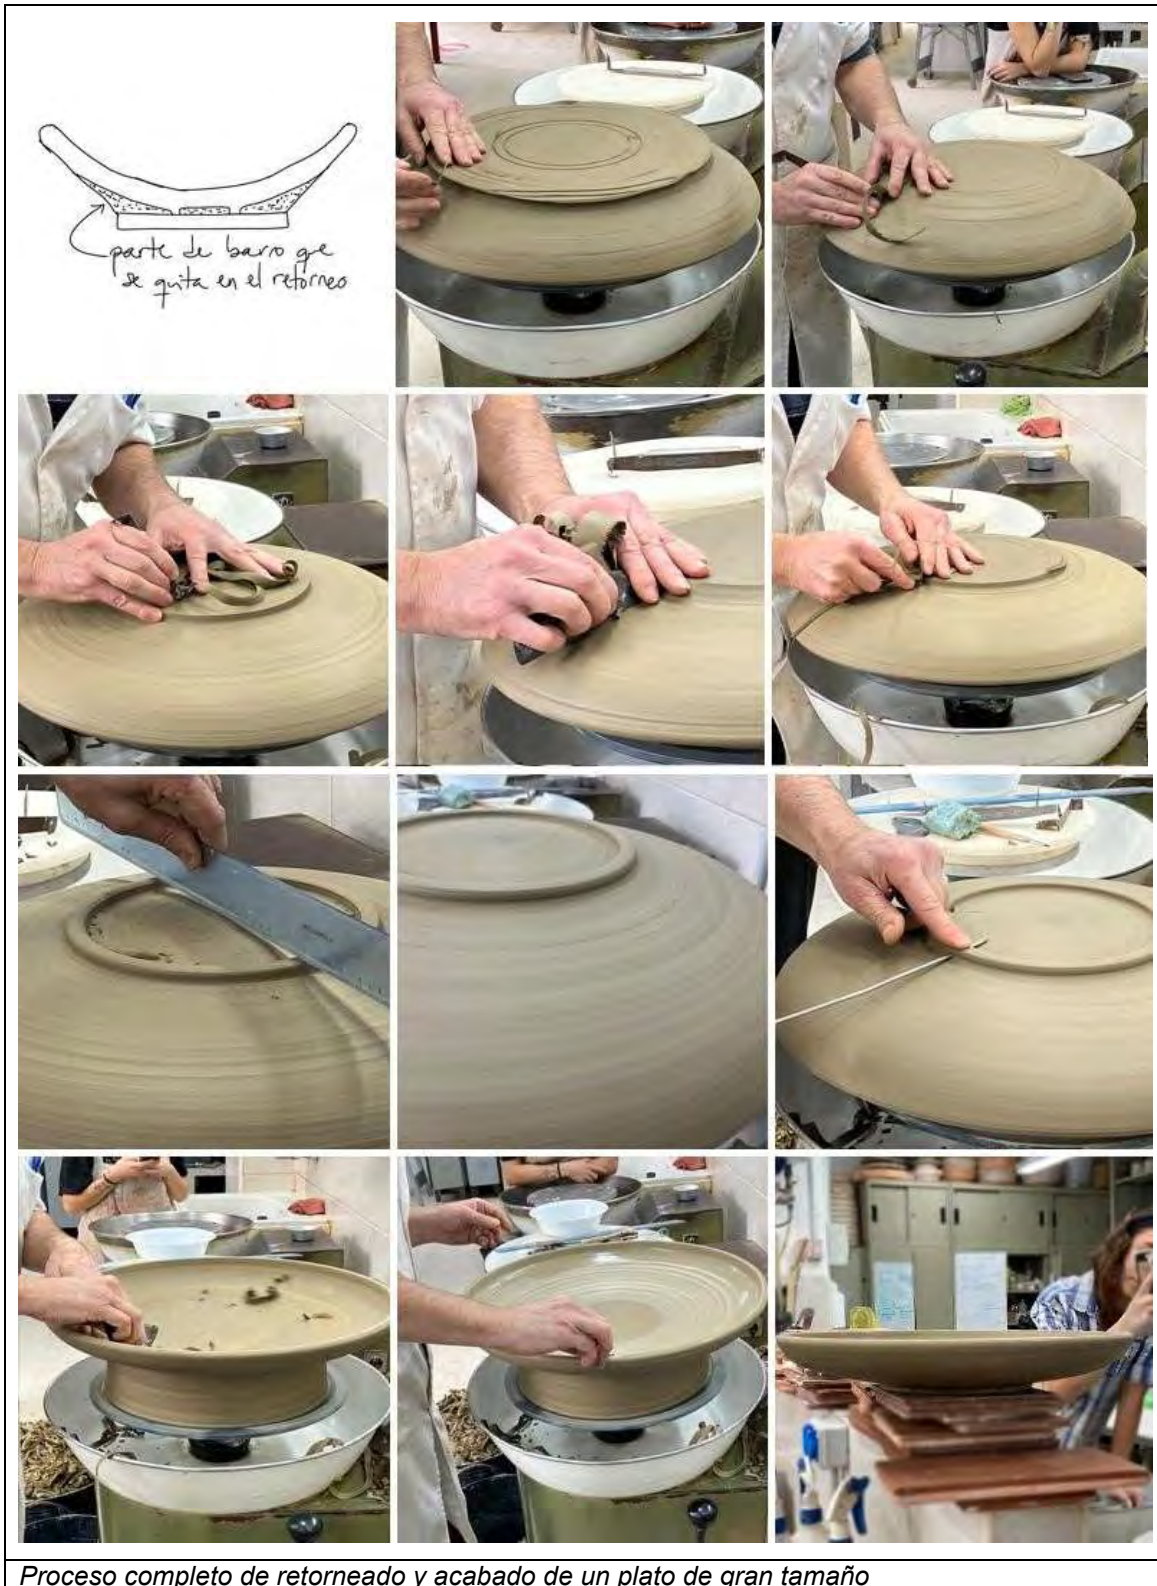 parte de barro que
se quita en el retorneo
Proceso completo de retorneado y acabado de un plato de gran tamaño